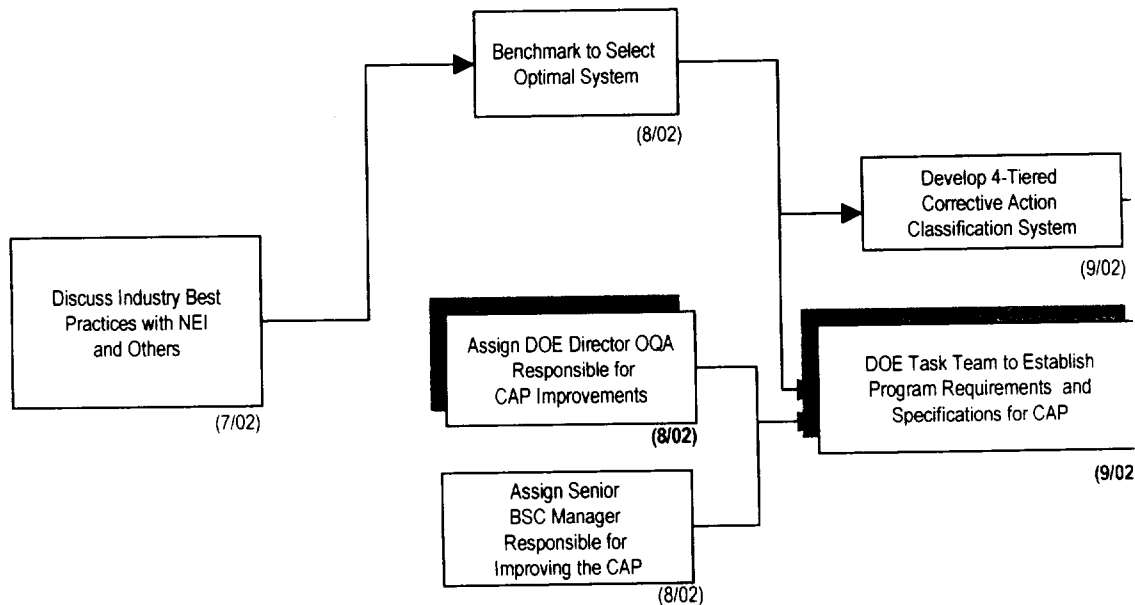 Benchmark to Select
Optimal System
(8/02)
Develop 4-Tiered
Corrective Action
Classification System
(9/02)
Discuss Industry Best
Practices with NEI
and Others
(7/02)
Assign DOE Director OQA
Responsible for
CAP Improvements
(8/02)
DOE Task Team to Establish
Program Requirements and
Specifications for CAP
(9/02
Assign Senior
BSC Manager
Responsible for
Improving the CAP
(8/02)